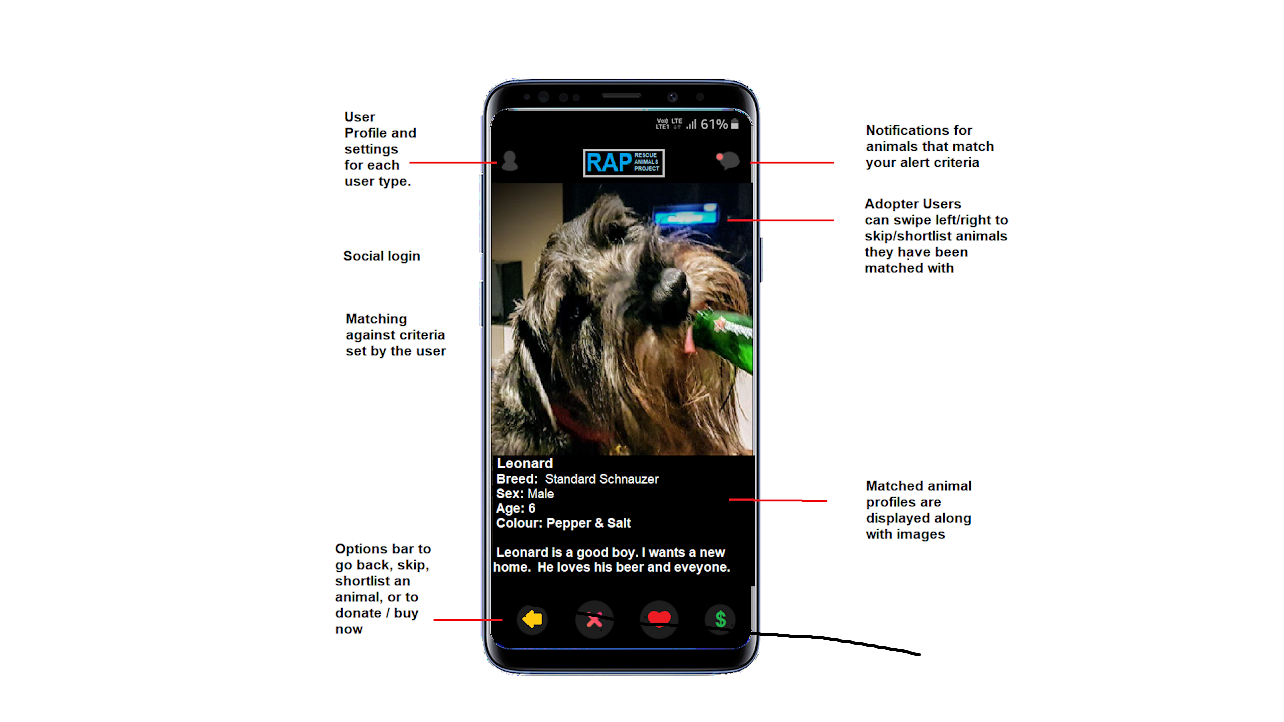 User
Profile and
settings
for each
user type.
Social login
Matching
against criteria
set by the user
Options bar to
go back, skip,
shortlist an
animal, or to
donate / buy
now
Vo)) LTE
LTE1
61%
RAP
RESCUE
ANIMALS
PROJECT
Leonard
Breed: Standard Schnauzer
Sex: Male
Age: 6
Colour: Pepper & Salt
Leonard is a good boy. I wants a new
home. He loves his beer and eveyone.
$
Notifications for
animals that match
your alert criteria
Adopter Users
can swipe left/right to
skip/shortlist animals
they have been
matched with
Matched animal
profiles are
displayed along
with images